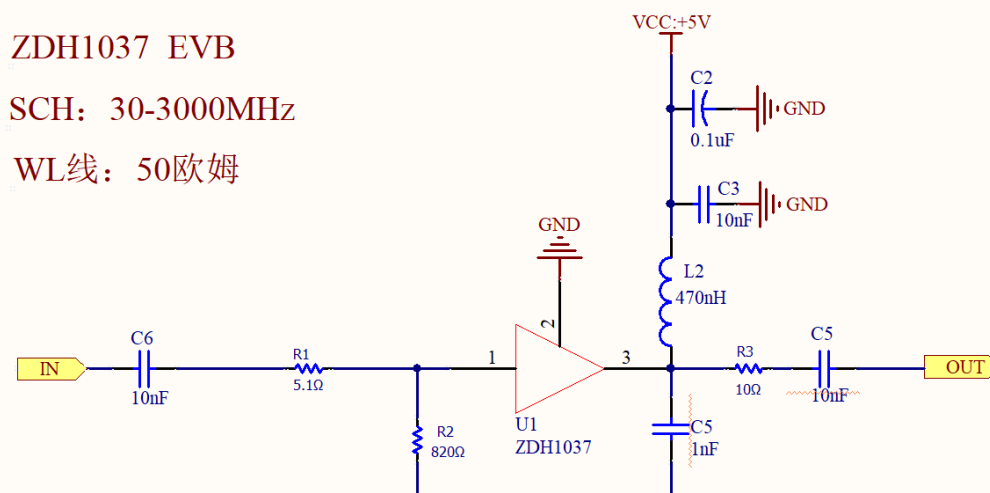 ZDH1037 EVB
SCH：30-3000MHz
WL线：50欧姆
VCC:+5V
C2
GND
0.1uF
C3
GND
10nF
GND
L2
470nH
2
C6
R1
1
3
R3
C5
IN
OUT
10nF
5.1Ω
10Ω
10nF
R2
820Ω
U1
ZDH1037
C5
1nF